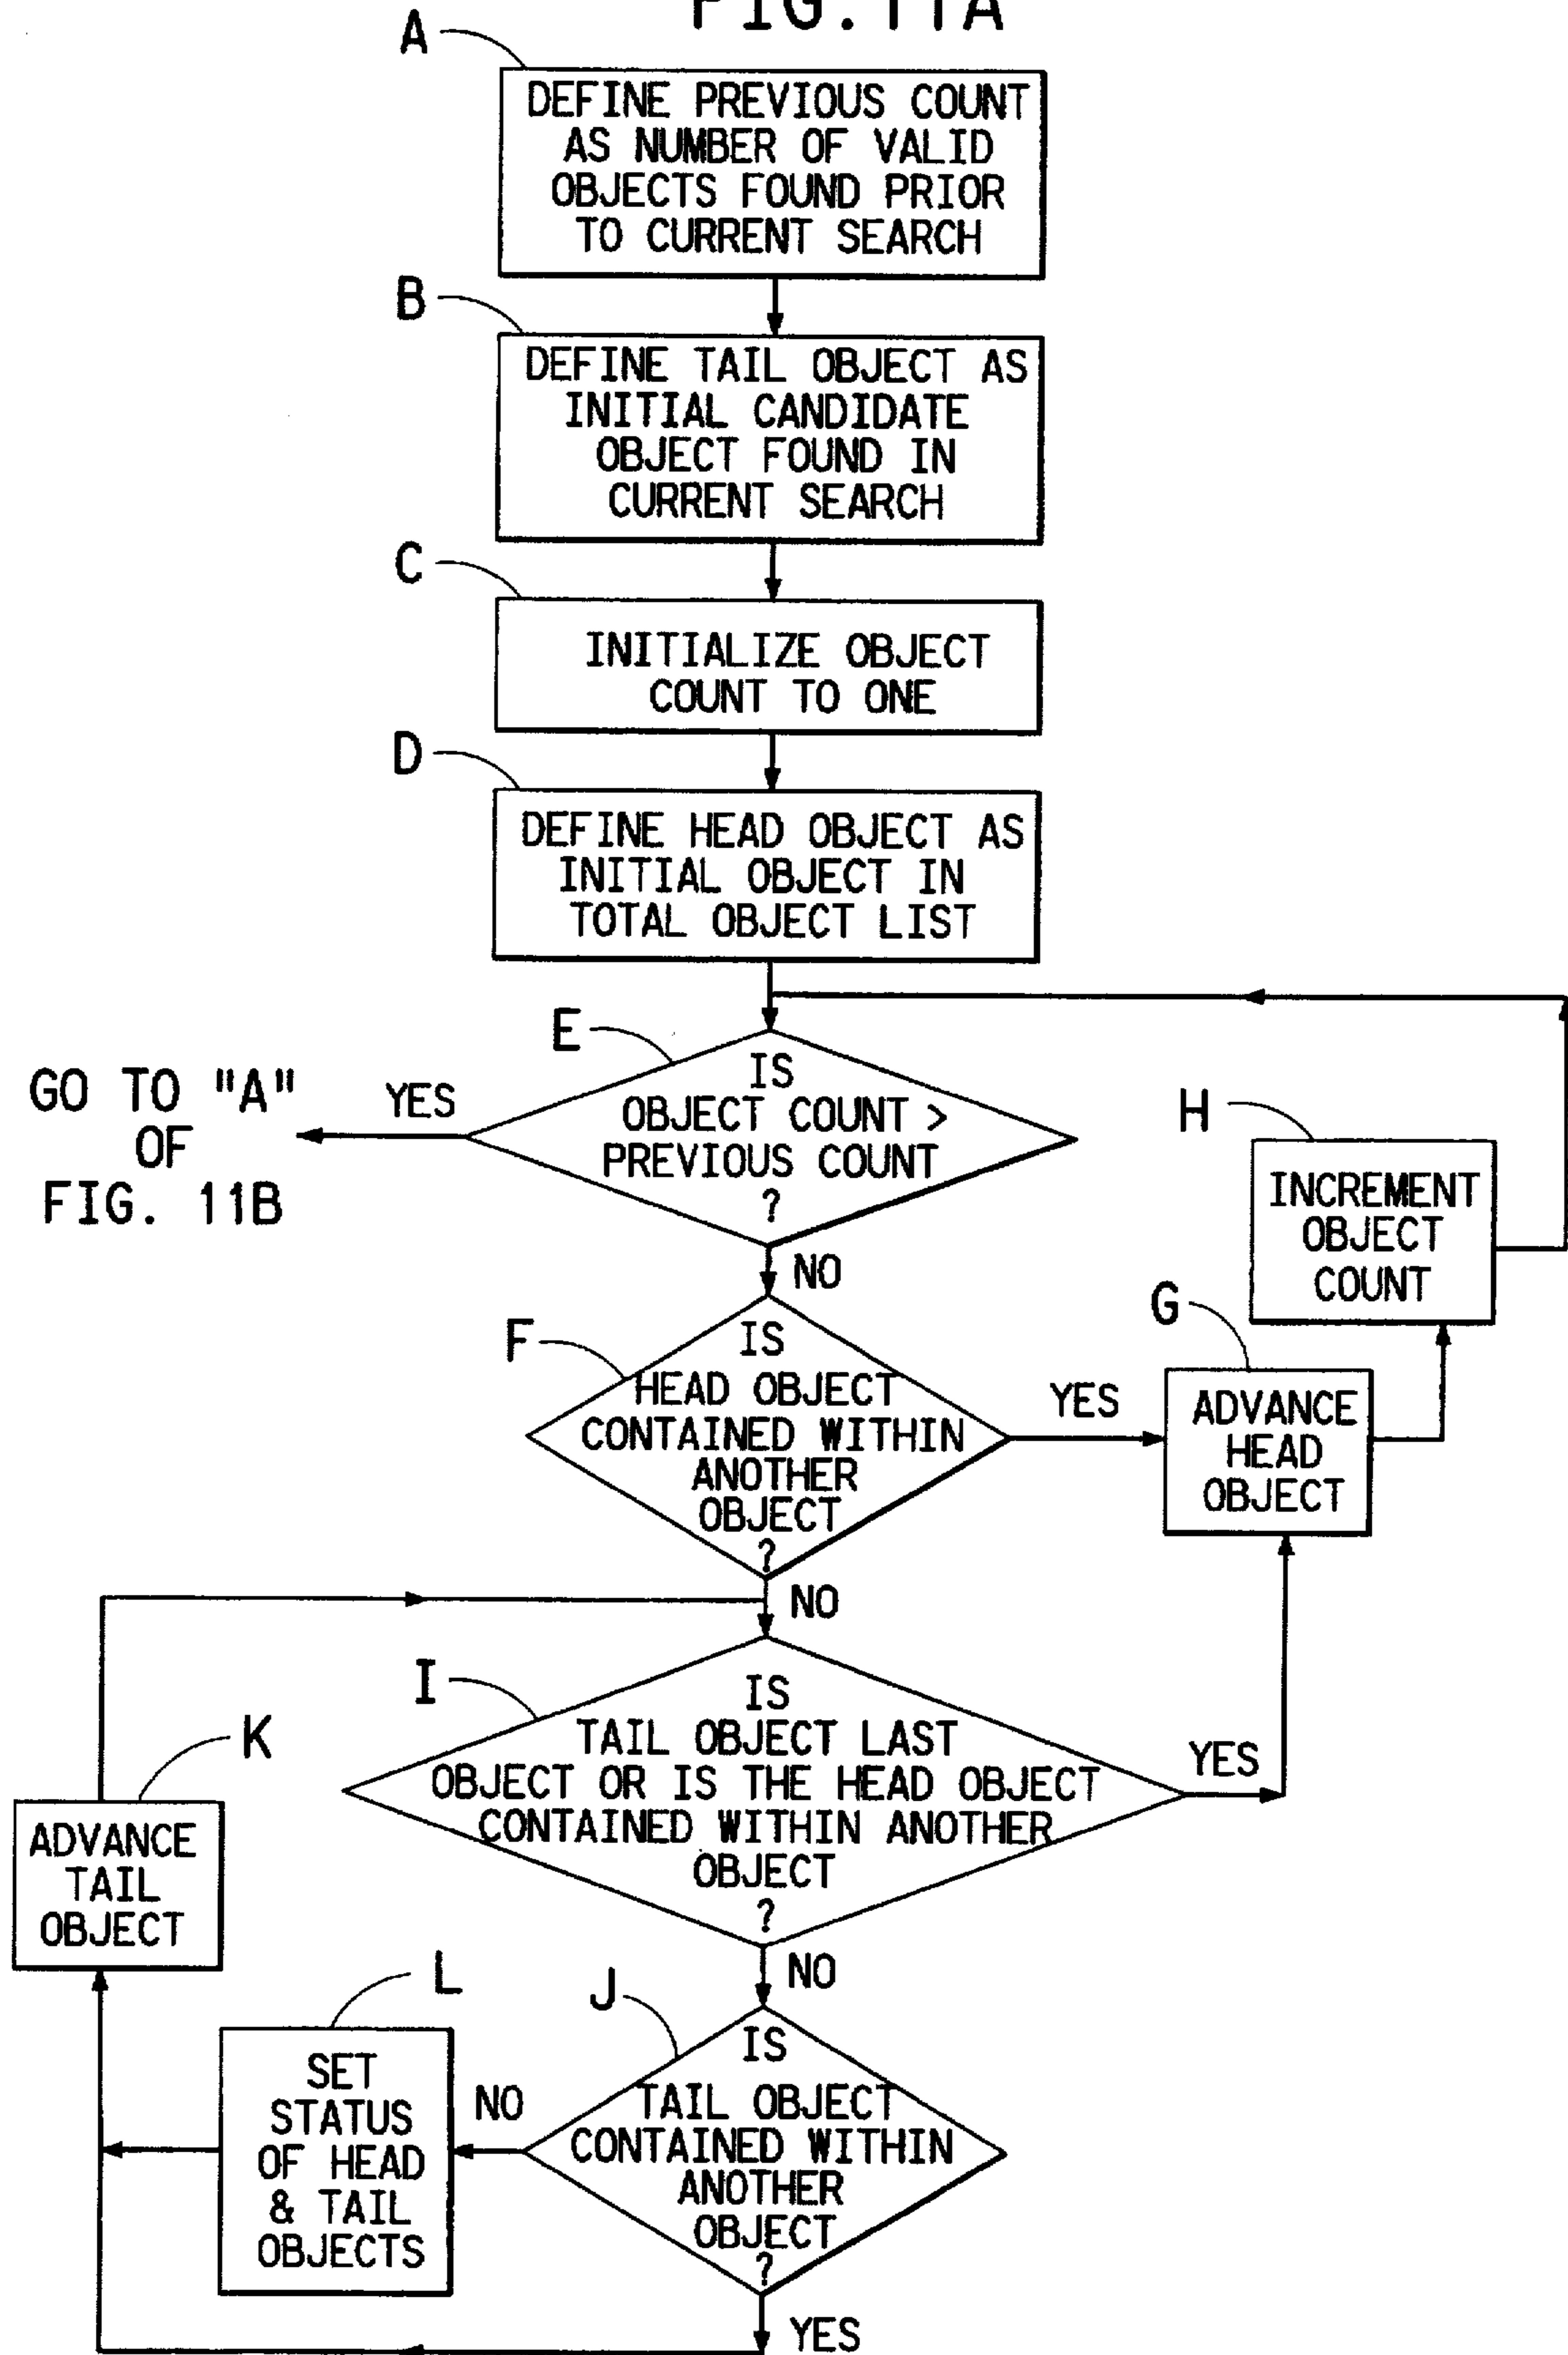 FIG. 11A
A
DEFINE PREVIOUS COUNT
AS NUMBER OF VALID
OBJECTS FOUND PRIOR
TO CURRENT SEARCH
B
DEFINE TAIL OBJECT AS
INITIAL CANDIDATE
OBJECT FOUND IN
CURRENT SEARCH
C
INITIALIZE OBJECT
COUNT TO ONE
D
DEFINE HEAD OBJECT AS
INITIAL OBJECT IN
TOTAL OBJECT LIST
E
IS
OBJECT COUNT >
PREVIOUS COUNT
?
YES
GO TO "A"
OF
FIG. 11B
NO
H
INCREMENT
OBJECT
COUNT
F
IS
HEAD OBJECT
CONTAINED WITHIN
ANOTHER
OBJECT
?
YES
G
ADVANCE
HEAD
OBJECT
NO
I
IS
TAIL OBJECT LAST
OBJECT OR IS THE HEAD OBJECT
CONTAINED WITHIN ANOTHER
OBJECT
?
YES
K
ADVANCE
TAIL
OBJECT
NO
J
IS
TAIL OBJECT
CONTAINED WITHIN
ANOTHER
OBJECT
?
NO
L
SET
STATUS
OF HEAD
& TAIL
OBJECTS
YES